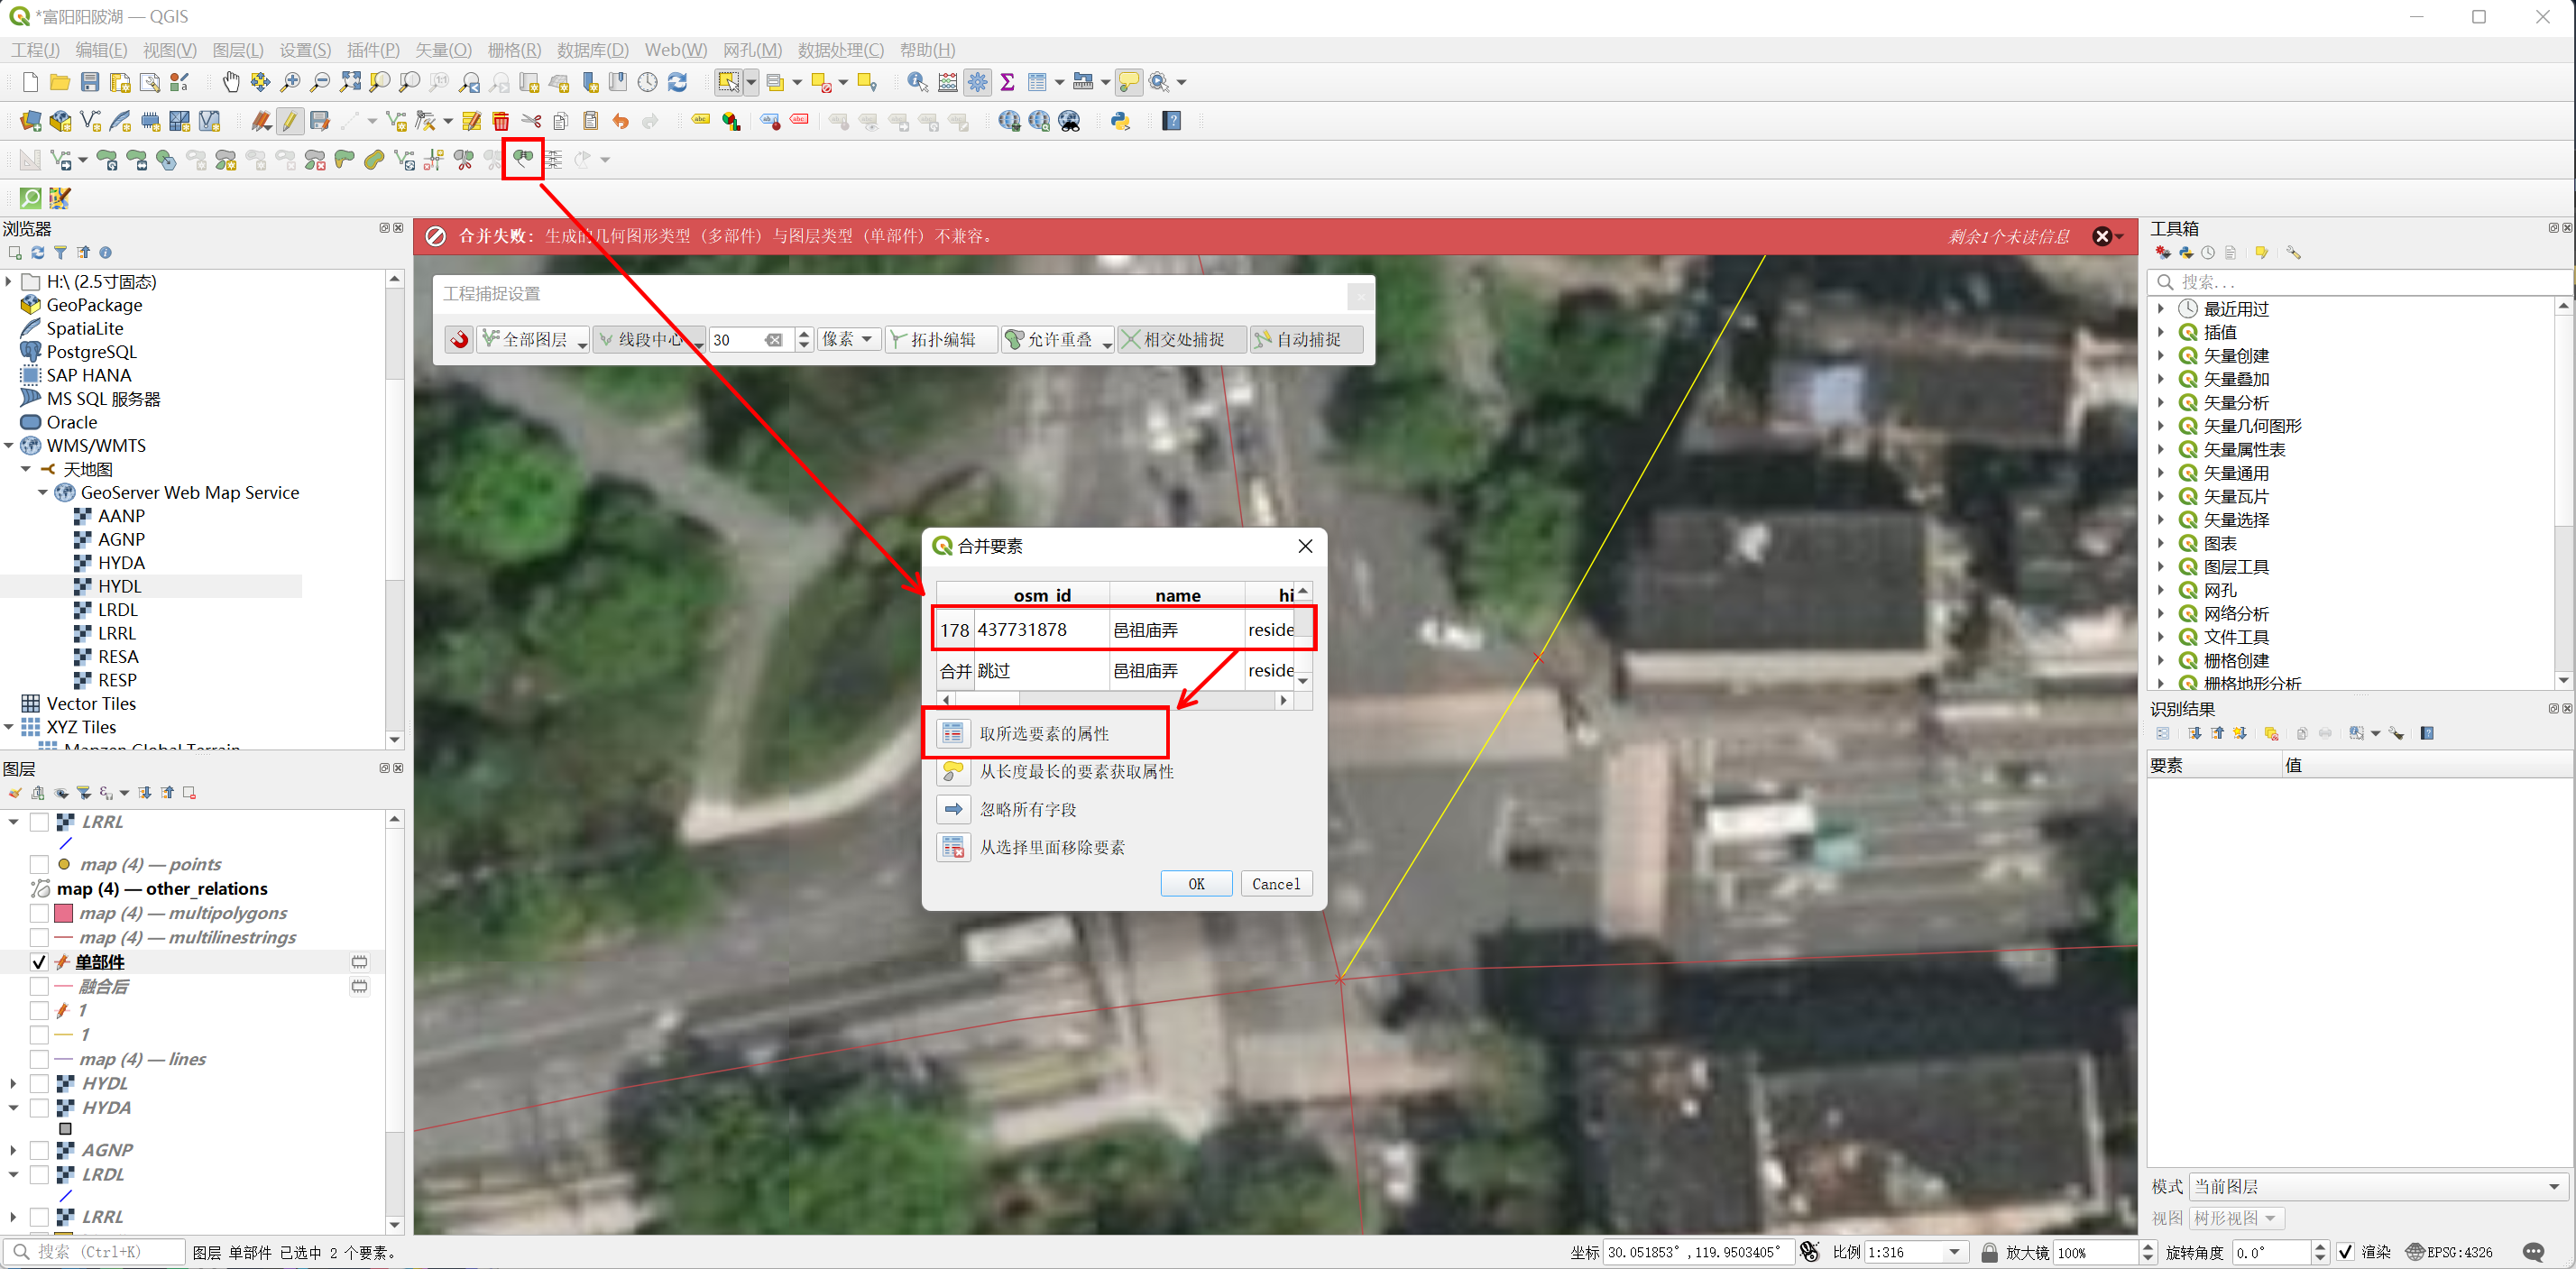 *富阳阳陂湖 — QGIS
工程(J) 编辑(E) 视图(V) 图层(L) 设置(S) 插件(P) 矢量(O) 栅格(R) 数据库(D) Web(W) 网孔(M) 数据处理(C) 帮助(H)
浏览器
H:\ (2.5寸固态)
GeoPackage
SpatiaLite
PostgreSQL
SAP HANA
MS SQL 服务器
Oracle
WMS/WMTS
天地图
GeoServer Web Map Service
AANP
AGNP
HYDA
HYDL
LRDL
LRRL
RESA
RESP
Vector Tiles
XYZ Tiles
Mapzen Global Terrain
图层
LRRL
map (4) — points
map (4) — other_relations
map (4) — multipolygons
map (4) — multilinestrings
单部件
融合后
1
1
map (4) — lines
HYDL
HYDA
AGNP
LRDL
LRRL
合并失败: 生成的几何图形类型 (多部件) 与图层类型 (单部件) 不兼容。
剩余1个未读信息
工程捕捉设置
全部图层 线段中心 30 像素 拓扑编辑 允许重叠 相交处捕捉 自动捕捉
合并要素
osm_id name hi
178 437731878 邑祖庙弄 reside
合并 跳过 邑祖庙弄 reside
取所选要素的属性
从长度最长的要素获取属性
忽略所有字段
从选择里面移除要素
OK Cancel
工具箱
搜索...
最近用过
插值
矢量创建
矢量叠加
矢量分析
矢量几何图形
矢量属性表
矢量通用
矢量瓦片
矢量选择
图表
图层工具
网孔
网络分析
文件工具
栅格创建
栅格地形分析
识别结果
要素 值
模式 当前图层
视图 树形视图
搜索 (Ctrl+K) 图层 单部件 已选中 2 个要素。 坐标 30.051853°,119.9503405° 比例 1:316 放大镜 100% 旋转角度 0.0° 渲染 EPSG:4326